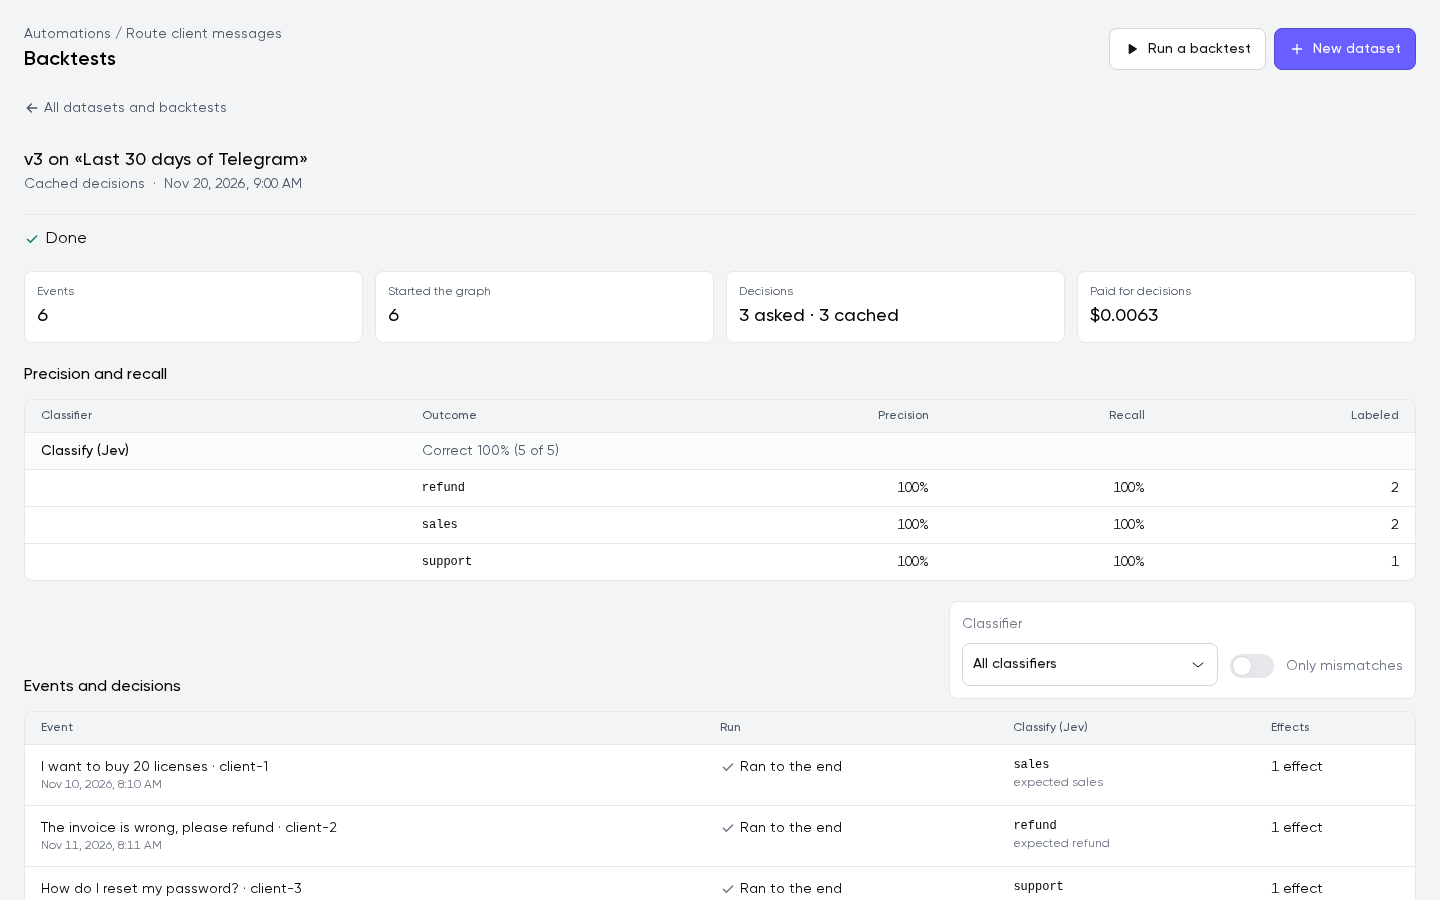 Automations / Route client messages
Backtests
Run a backtest
New dataset
All datasets and backtests
v3 on «Last 30 days of Telegram»
Cached decisions · Nov 20, 2026, 9:00 AM
Done
Events
6
Started the graph
6
Decisions
3 asked · 3 cached
Paid for decisions
$0.0063
Precision and recall
Classifier Outcome Precision Recall Labeled
Classify (Jev) Correct 100% (5 of 5)
refund 100% 100% 2
sales 100% 100% 2
support 100% 100% 1
Classifier
All classifiers
Only mismatches
Events and decisions
Event Run Classify (Jev) Effects
I want to buy 20 licenses · client-1 Ran to the end sales 1 effect
Nov 10, 2026, 8:10 AM expected sales
The invoice is wrong, please refund · client-2 Ran to the end refund 1 effect
Nov 11, 2026, 8:11 AM expected refund
How do I reset my password? · client-3 Ran to the end support 1 effect